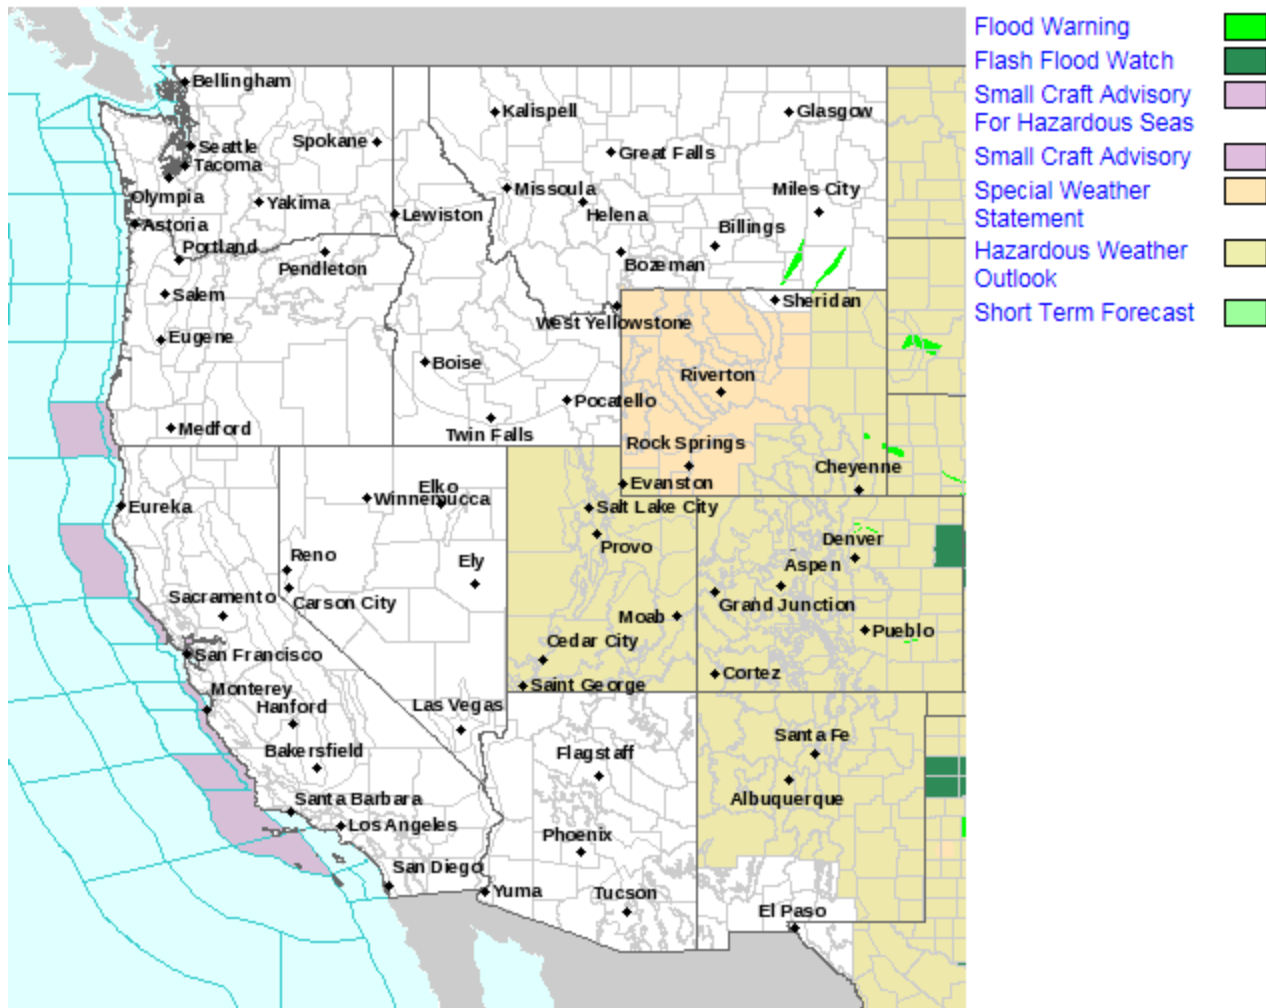 Flood Warning
Flash Flood Watch
Small Craft Advisory
For Hazardous Seas
Small Craft Advisory
Special Weather
Statement
Hazardous Weather
Outlook
Short Term Forecast
Bellingham
Kalispell
Glasgow
Seattle
Spokane
Great Falls
Tacoma
Olympia
Yakima
Missoula
Miles City
Lewiston
Helena
Astoria
Billings
Portland
Pendleton
Bozeman
Salem
Sheridan
West Yellowstone
Eugene
Boise
Riverton
Pocatello
Medford
Twin Falls
Rock Springs
Cheyenne
Evanston
Elko
Winnemucca
Eureka
Salt Lake City
Provo
Denver
Reno
Ely
Aspen
Sacramento
Carson City
Grand Junction
Moab
Pueblo
Cedar City
San Francisco
Cortez
Saint George
Monterey
Hanford
Las Vegas
Santa Fe
Bakersfield
Flagstaff
Albuquerque
Santa Barbara
Los Angeles
Phoenix
San Diego
Yuma
Tucson
El Paso